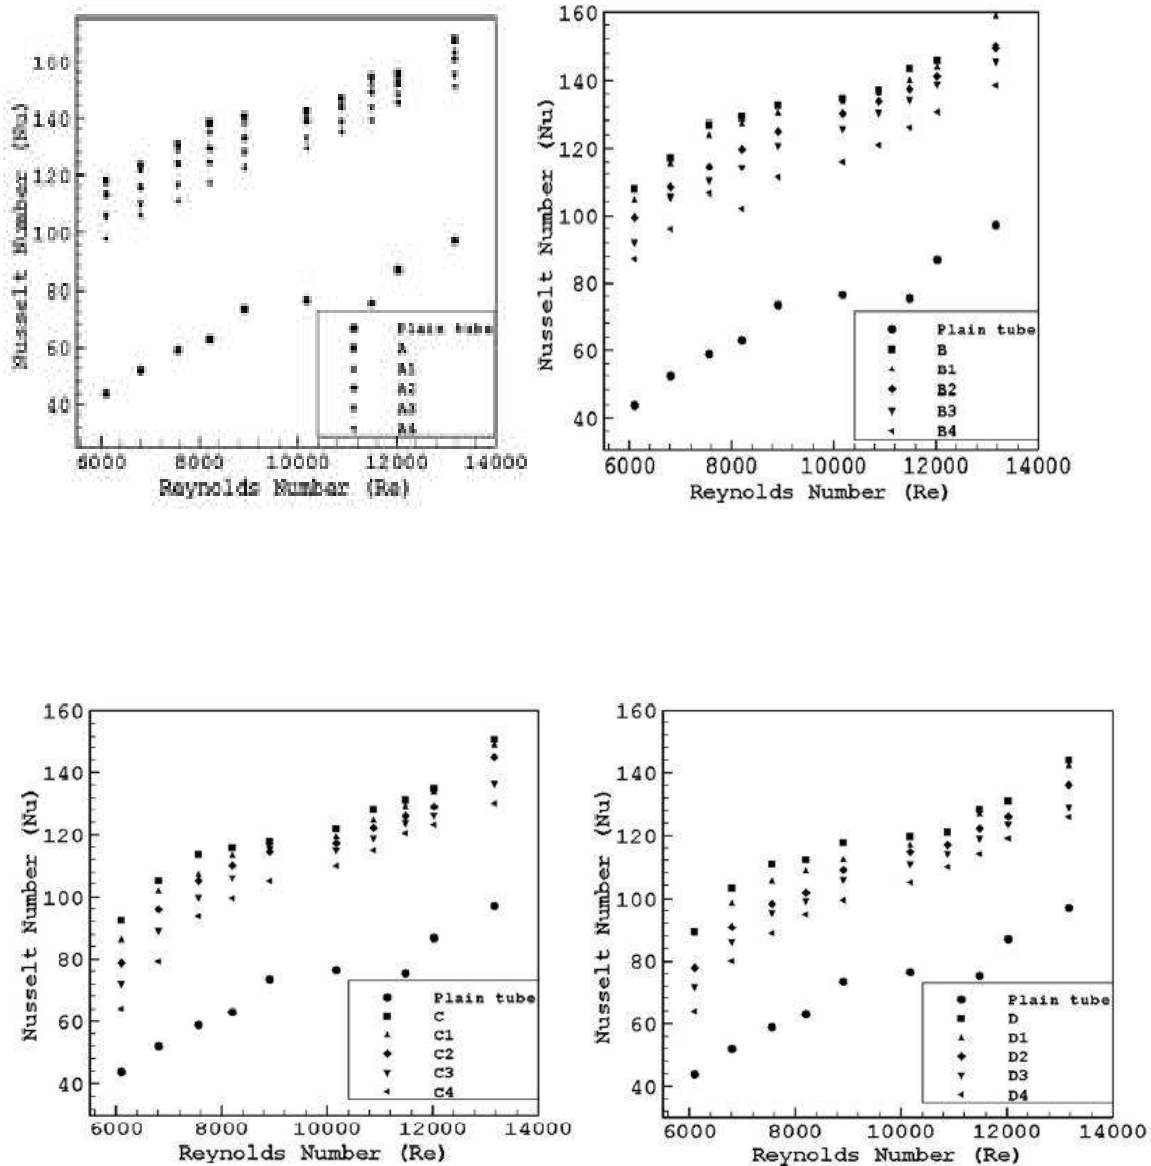 160
140
120
100
80
60
40
Nusselt Number (Nu)
Plain tube
A
A1
A2
A3
A4
6000 8000 10000 12000 14000
Reynolds Number (Re)
160
140
120
100
80
60
40
Nusselt Number (Nu)
Plain tube
B
B1
B2
B3
B4
6000 8000 10000 12000 14000
Reynolds Number (Re)
160
140
120
100
80
60
40
Nusselt Number (Nu)
Plain tube
C
C1
C2
C3
C4
6000 8000 10000 12000 14000
Reynolds Number (Re)
160
140
120
100
80
60
40
Nusselt Number (Nu)
Plain tube
D
D1
D2
D3
D4
6000 8000 10000 12000 14000
Reynolds Number (Re)